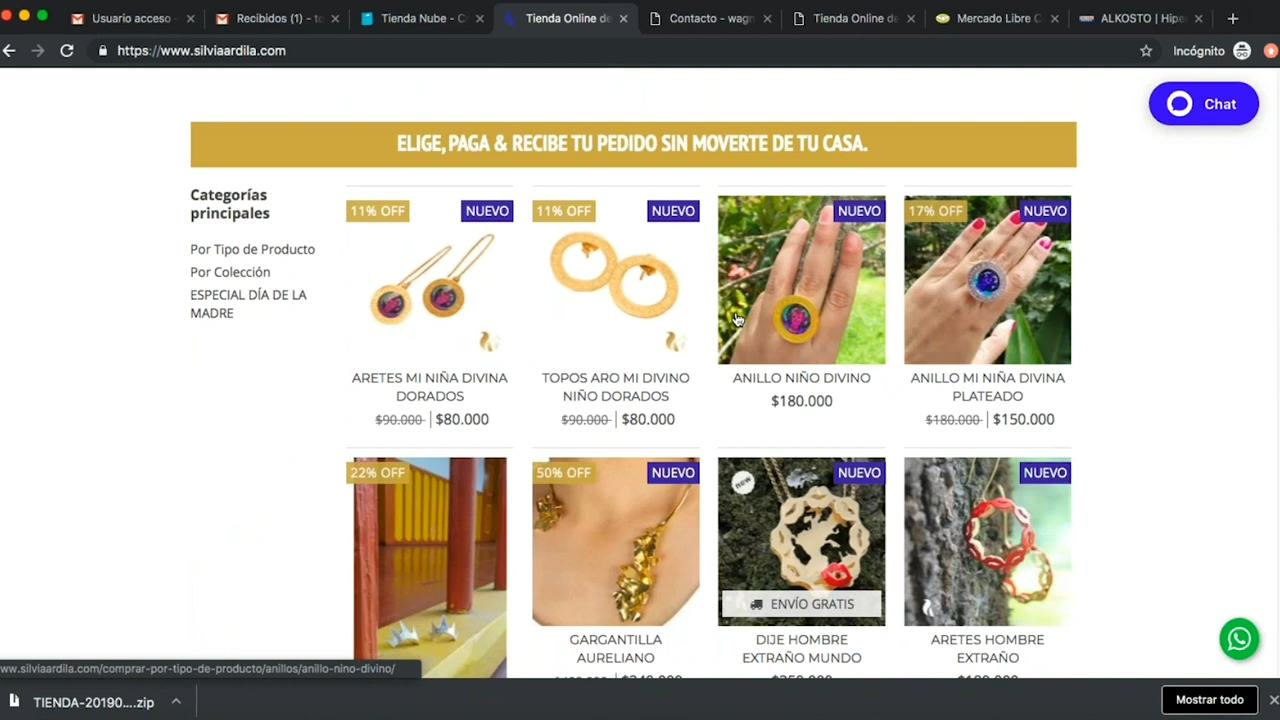 Usuario acceso -
Recibidos (1) - t
Tienda Nube - C
Tienda Online de
Contacto - wagn
Tienda Online de
Mercado Libre C
ALKOSTO | Hipe
https://www.silviaardila.com
Incógnito
Chat
ELIGE, PAGA & RECIBE TU PEDIDO SIN MOVERTE DE TU CASA.
Categorías
principales
Por Tipo de Producto
Por Colección
ESPECIAL DÍA DE LA
MADRE
11% OFF
NUEVO
ARETES MI NIÑA DIVINA
DORADOS
$90.000 $80.000
11% OFF
NUEVO
TOPOS ARO MI DIVINO
NIÑO DORADOS
$90.000 $80.000
NUEVO
ANILLO NIÑO DIVINO
$180.000
17% OFF
NUEVO
ANILLO MI NIÑA DIVINA
PLATEADO
$180.000 $150.000
22% OFF
50% OFF
NUEVO
GARGANTILLA
AURELIANO
new
NUEVO
ENVÍO GRATIS
DIJE HOMBRE
EXTRAÑO MUNDO
NUEVO
ARETES HOMBRE
EXTRAÑO
ww.silviaardila.com/comprar-por-tipo-de-producto/anillos/anillo-nino-divino/
TIENDA-20190....zip
Mostrar todo